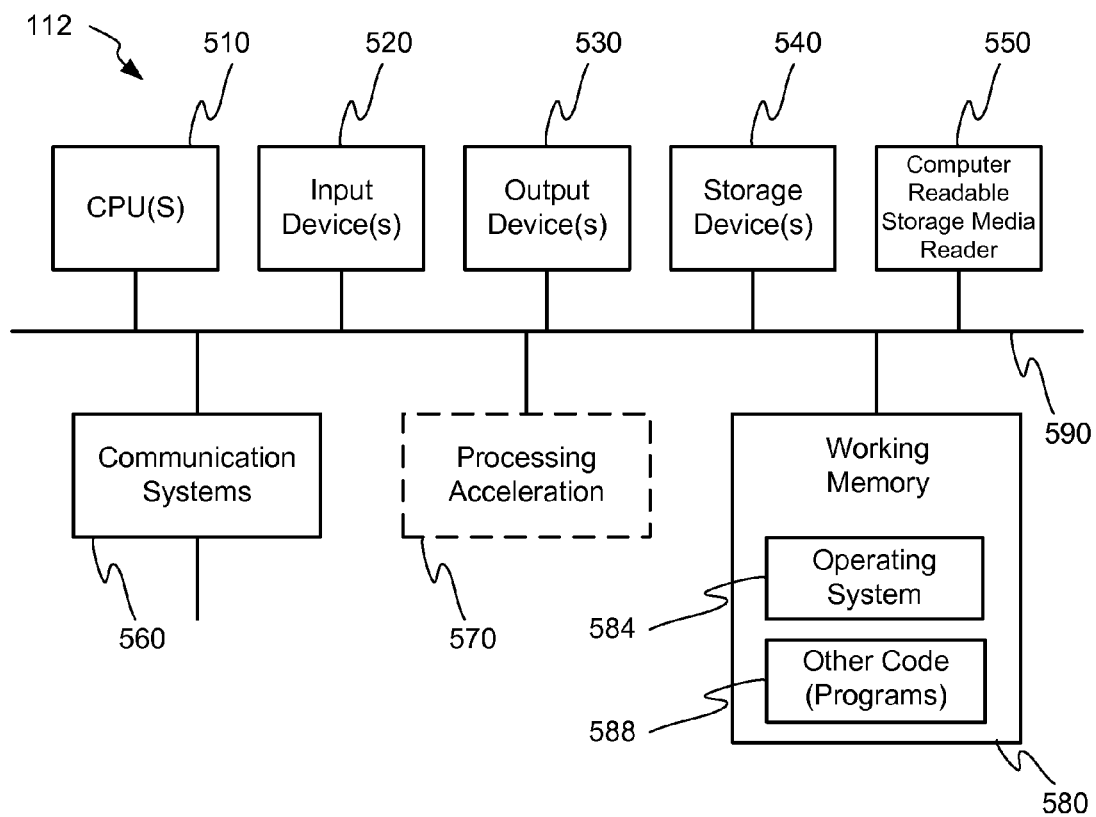 112
510
520
530
540
550
CPU(S)
Input
Device(s)
Output
Device(s)
Storage
Device(s)
Computer
Readable
Storage Media
Reader
590
Communication
Systems
Processing
Acceleration
Working
Memory
Operating
System
Other Code
(Programs)
560
570
584
588
580